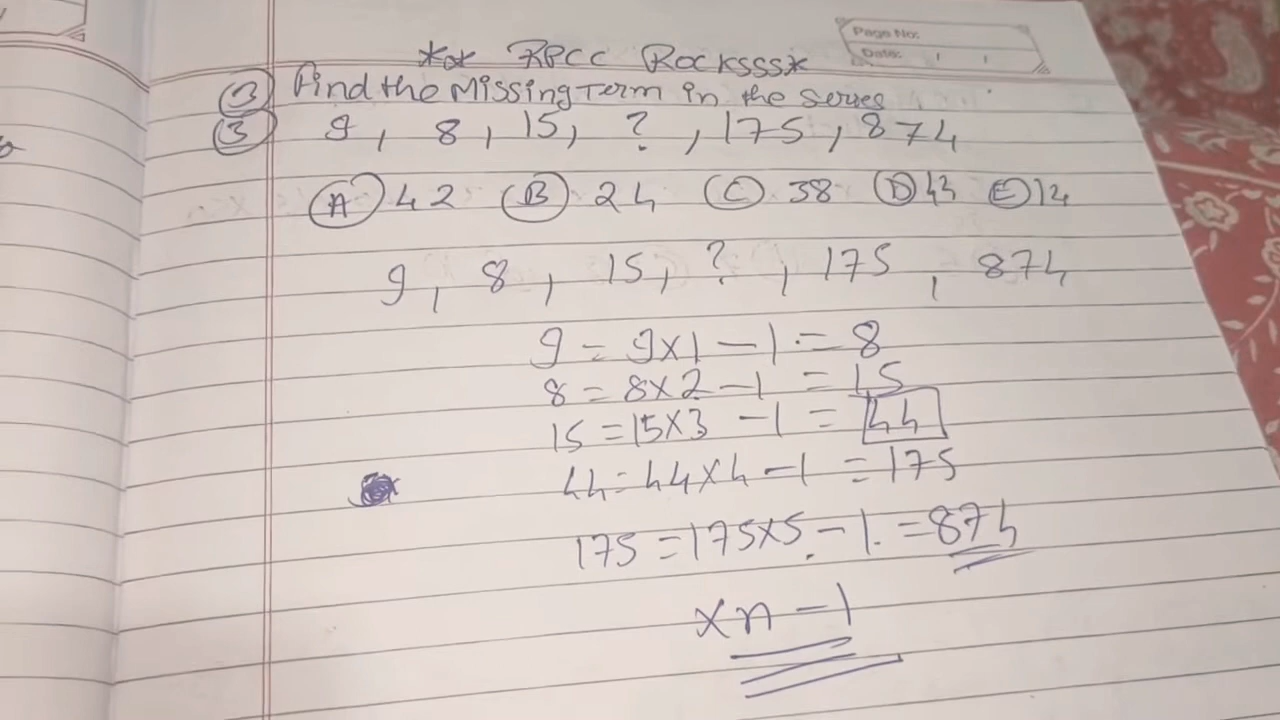 Page No:
Date:
*** RPCC Rocksss*
3 Find the Missing Term in the series
3 9, 8, 15, ?, 175, 874
A 42 B 24 C 38 D 44 E 14
9, 8, 15, ?, 175, 874
9 = 9×1 – 1 = 8
8 = 8×2 – 1 = 15
15 = 15×3 – 1 = 44
44 = 44×4 – 1 = 175
175 = 175×5 – 1. = 874
×n – 1